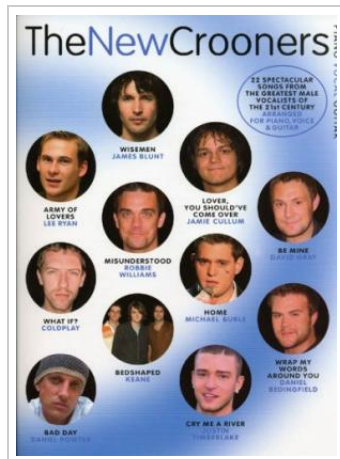 TheNewCrooners
PIANO VOCAL GUITAR
22 SPECTACULAR
SONGS FROM
THE GREATEST MALE
VOCALISTS OF
THE 21st CENTURY
ARRANGED
FOR PIANO, VOICE
& GUITAR
WISEMEN
JAMES BLUNT
ARMY OF
LOVERS
LEE RYAN
LOVER,
YOU SHOULD'VE
COME OVER
JAMIE CULLUM
MISUNDERSTOOD
ROBBIE
WILLIAMS
BE MINE
DAVID GRAY
WHAT IF?
COLDPLAY
HOME
MICHAEL BUBLÉ
BEDSHAPED
KEANE
WRAP MY
WORDS
AROUND YOU
DANIEL
BEDINGFIELD
BAD DAY
DANIEL POWTER
CRY ME A RIVER
JUSTIN
TIMBERLAKE